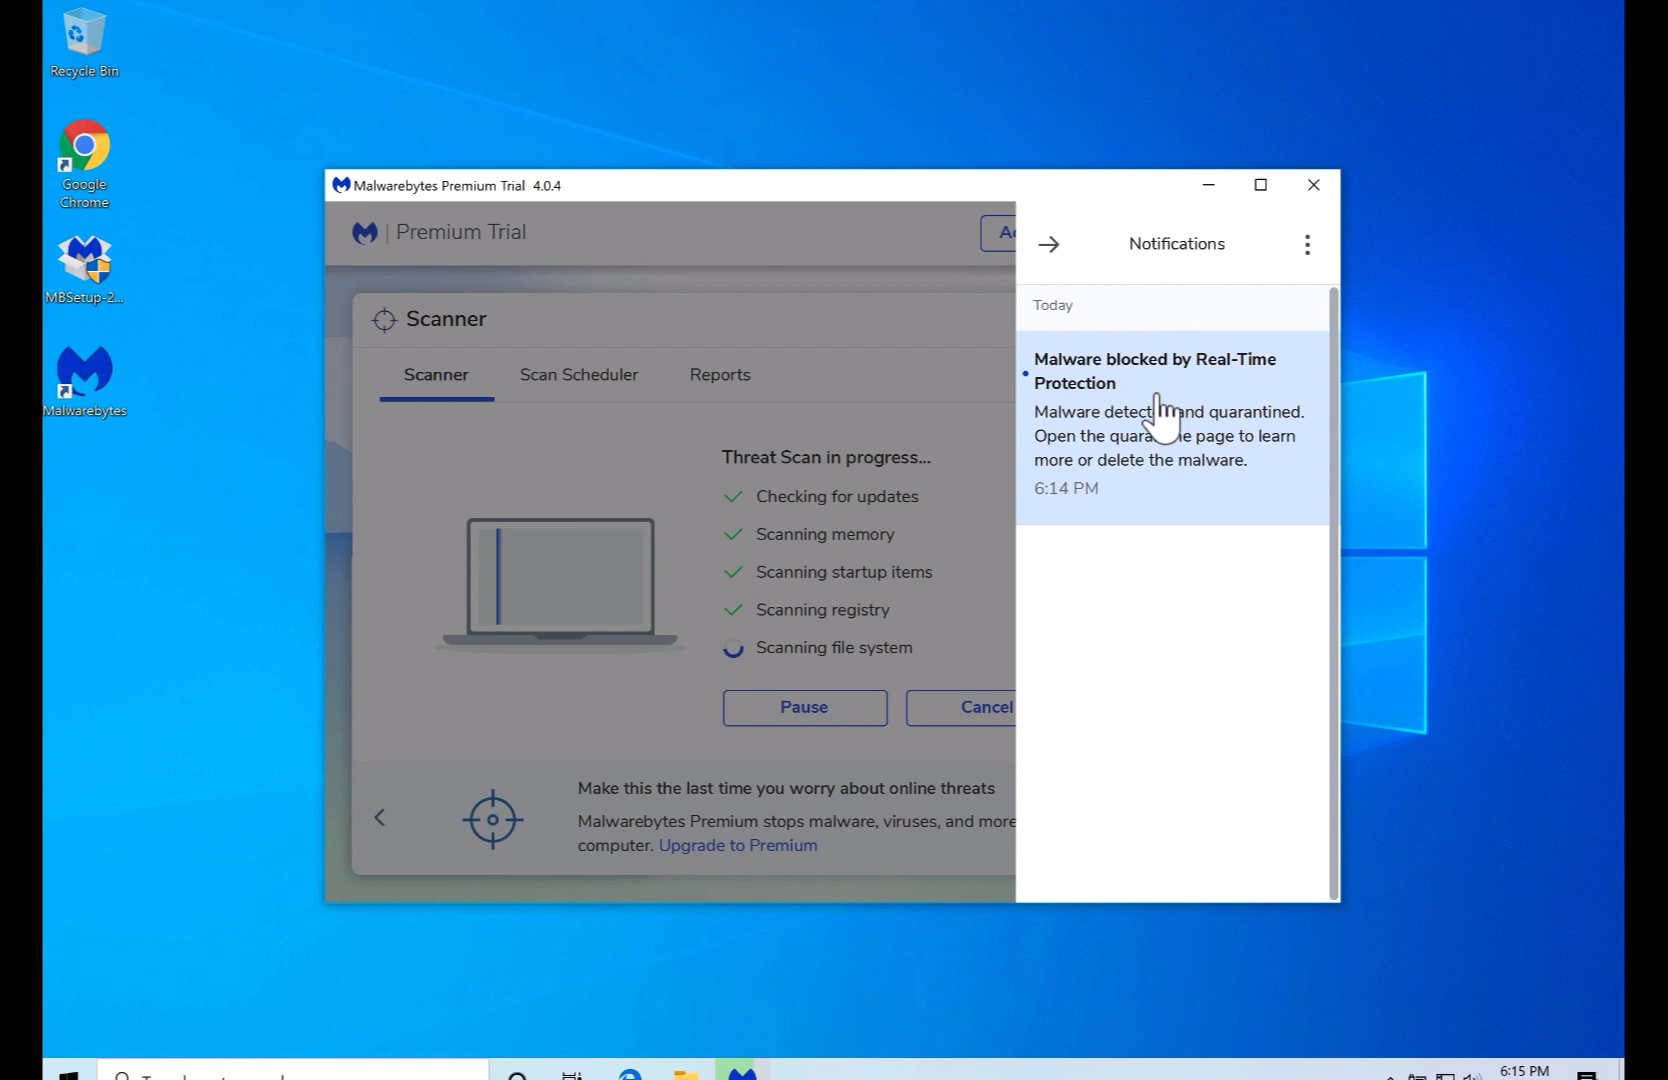 Recycle Bin
Google
Chrome
MBSetup-2...
Malwarebytes
Malwarebytes Premium Trial 4.0.4
Premium Trial
Notifications
Scanner
Scanner
Scan Scheduler
Reports
Threat Scan in progress...
Checking for updates
Scanning memory
Scanning startup items
Scanning registry
Scanning file system
Pause
Cancel
Make this the last time you worry about online threats
Malwarebytes Premium stops malware, viruses, and more
computer. Upgrade to Premium
Today
Malware blocked by Real-Time
Protection
Malware and quarantined.
Open the page to learn
more or delete the malware.
6:14 PM
6:15 PM